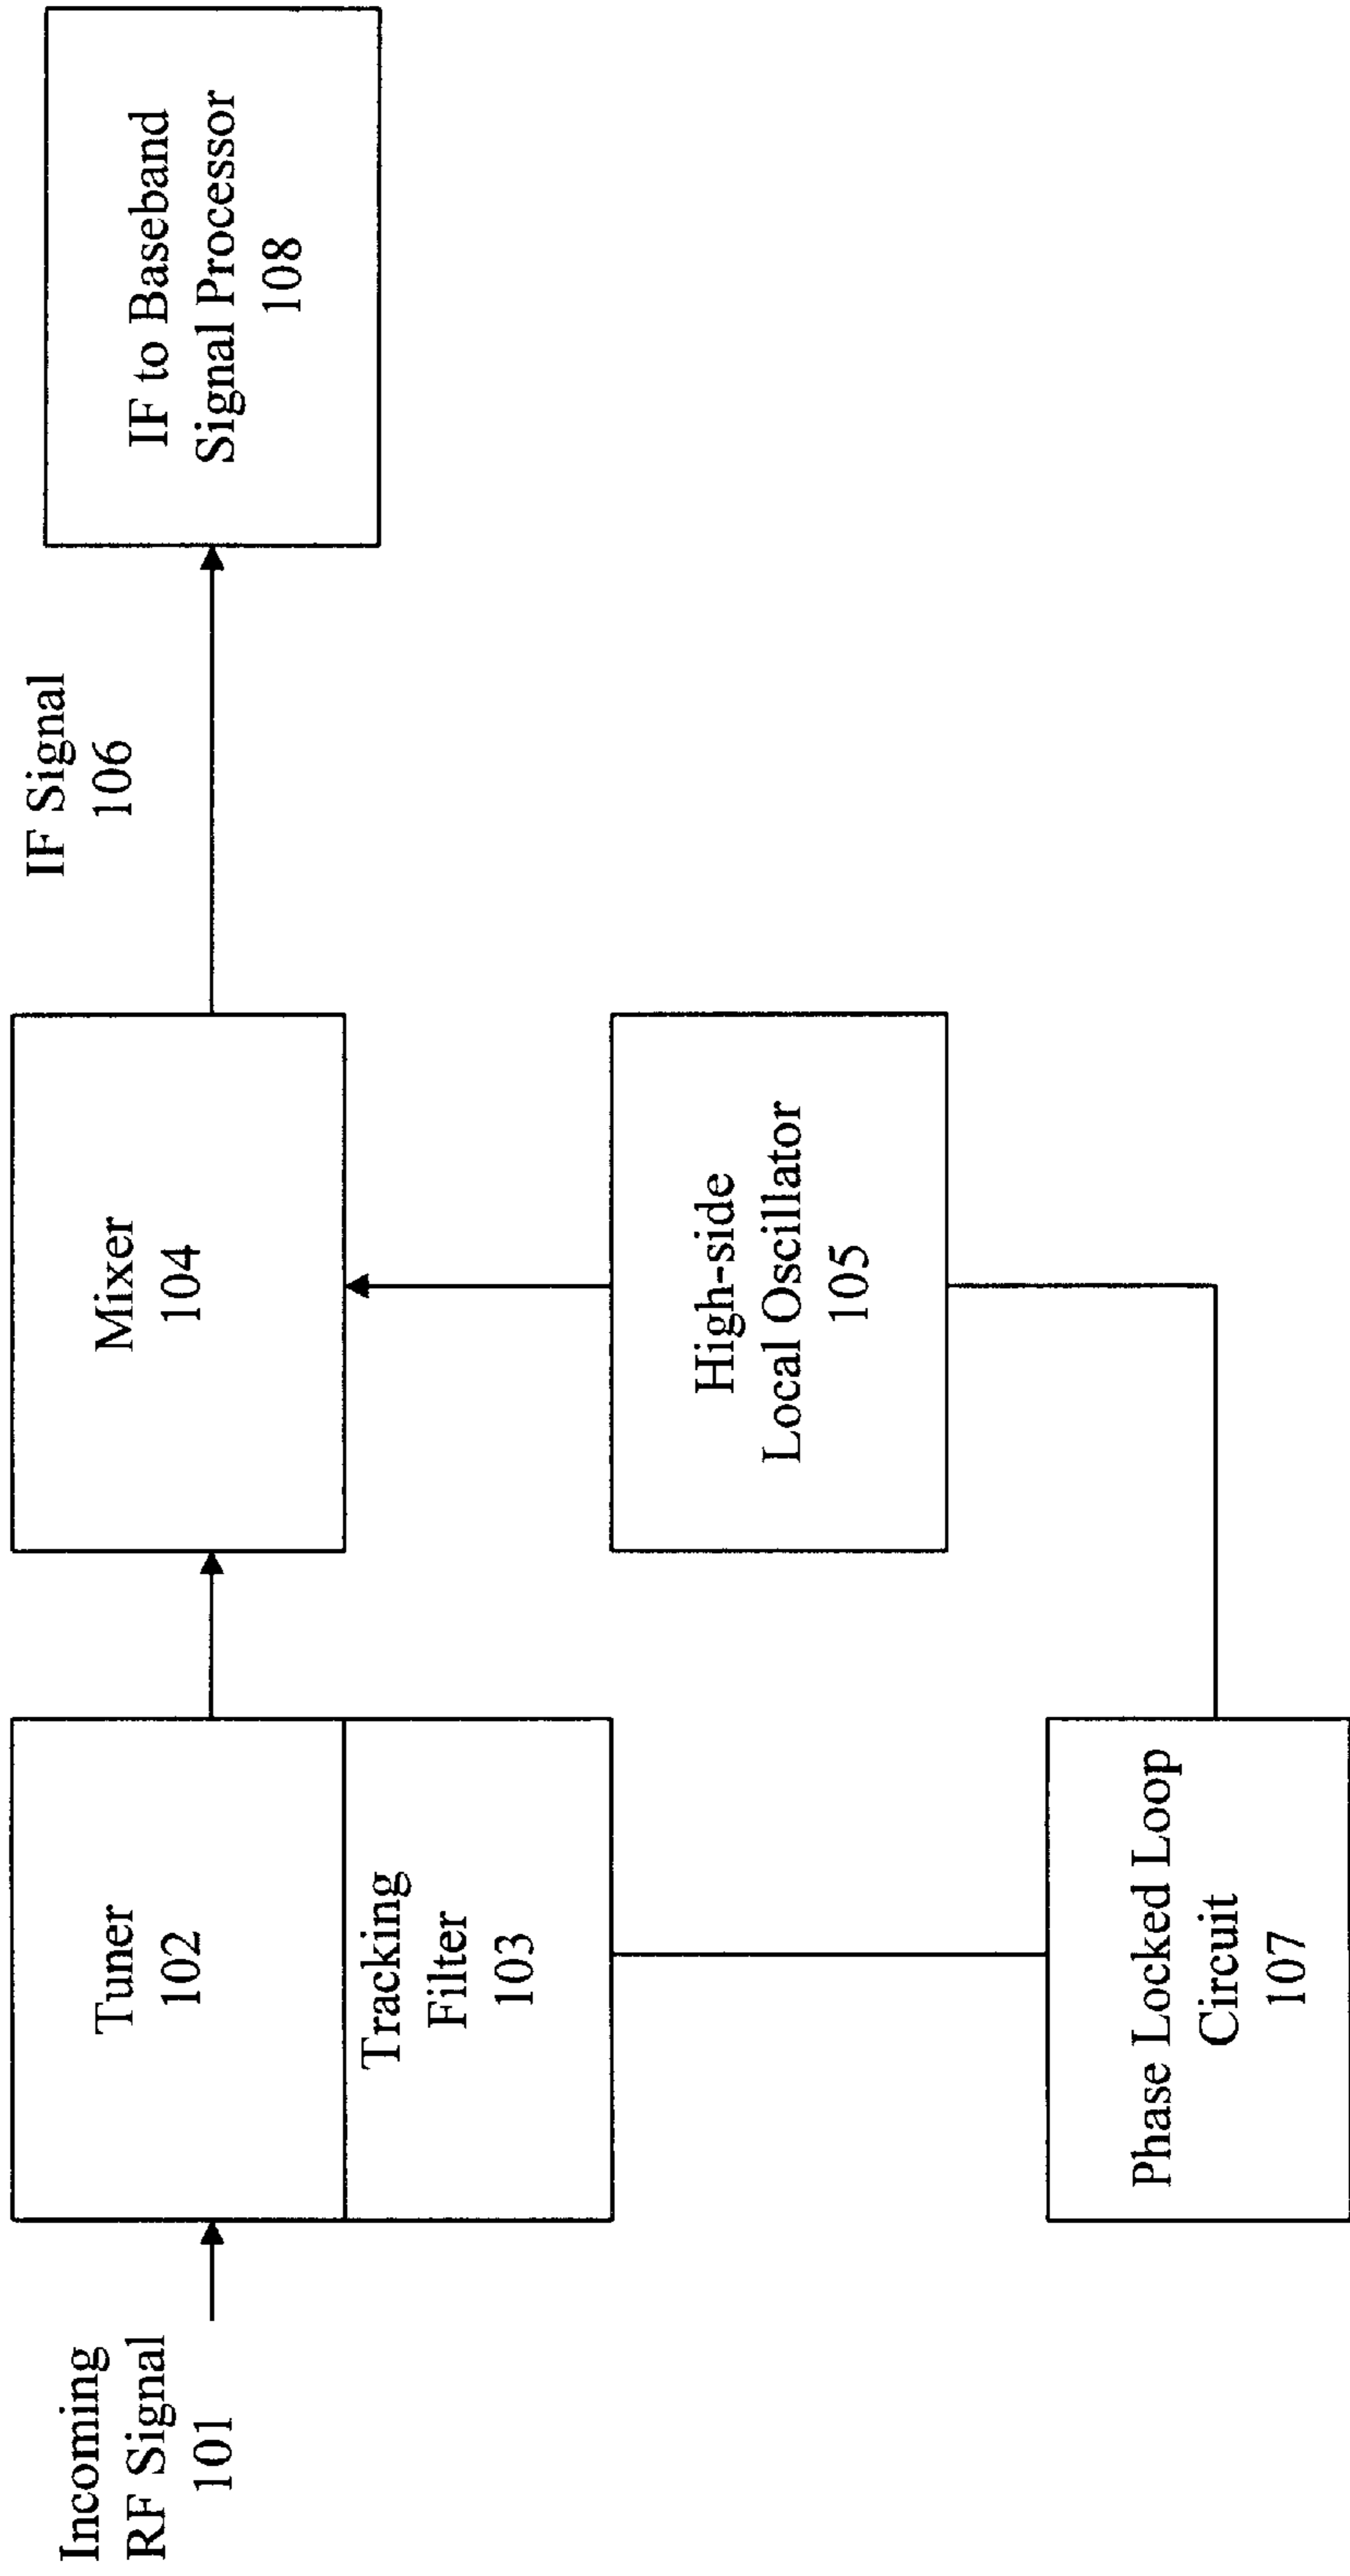 Incoming
RF Signal
101
Tuner
102
Tracking
Filter
103
Mixer
104
High-side
Local Oscillator
105
IF Signal
106
Phase Locked Loop
Circuit
107
IF to Baseband
Signal Processor
108